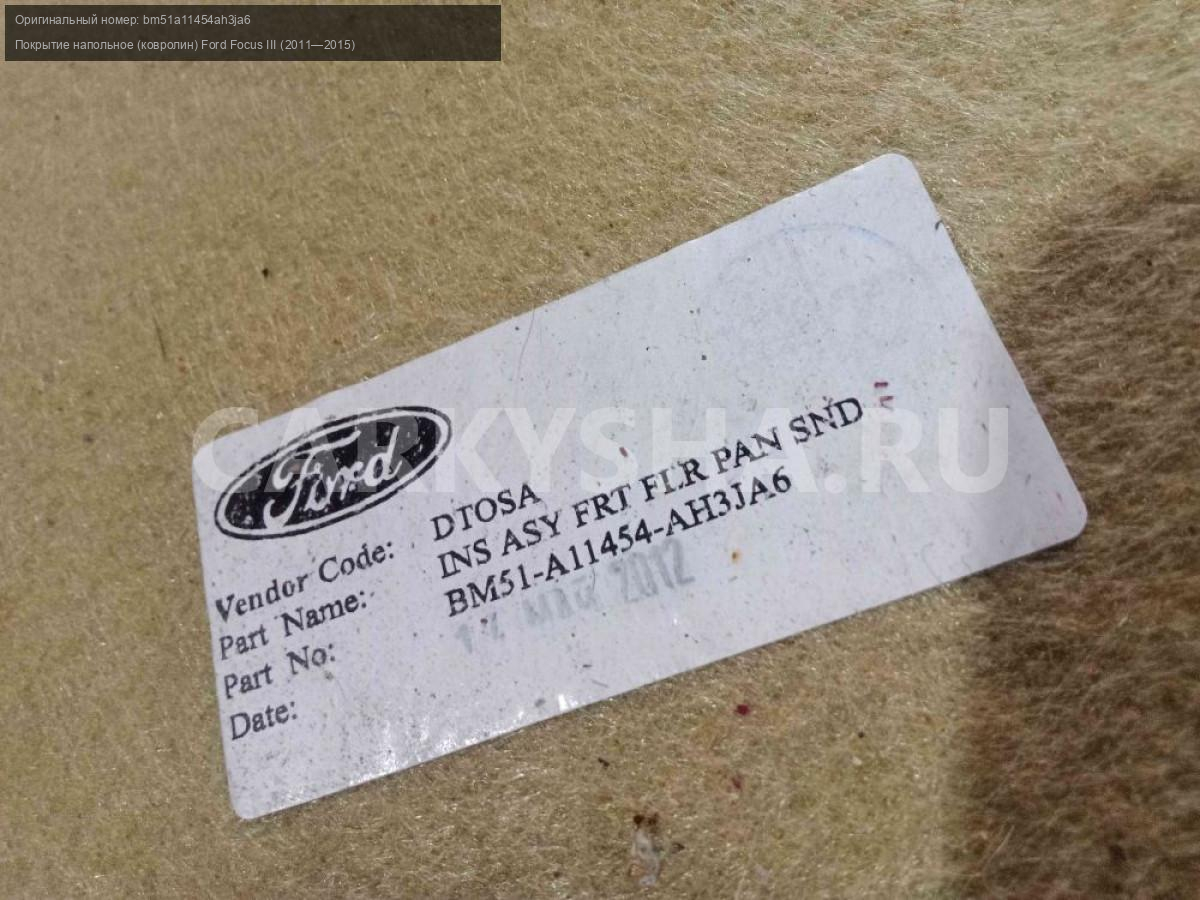 Оригинальный номер: bm51a11454ah3ja6
Покрытие напольное (ковролин) Ford Focus III (2011—2015)
CARKYSHA.RU
Ford
Vendor Code: DTOSA
Part Name: INS ASY FRT FLR PAN SND
Part No: BM51-A11454-AH3JA6
Date: MAR 2012